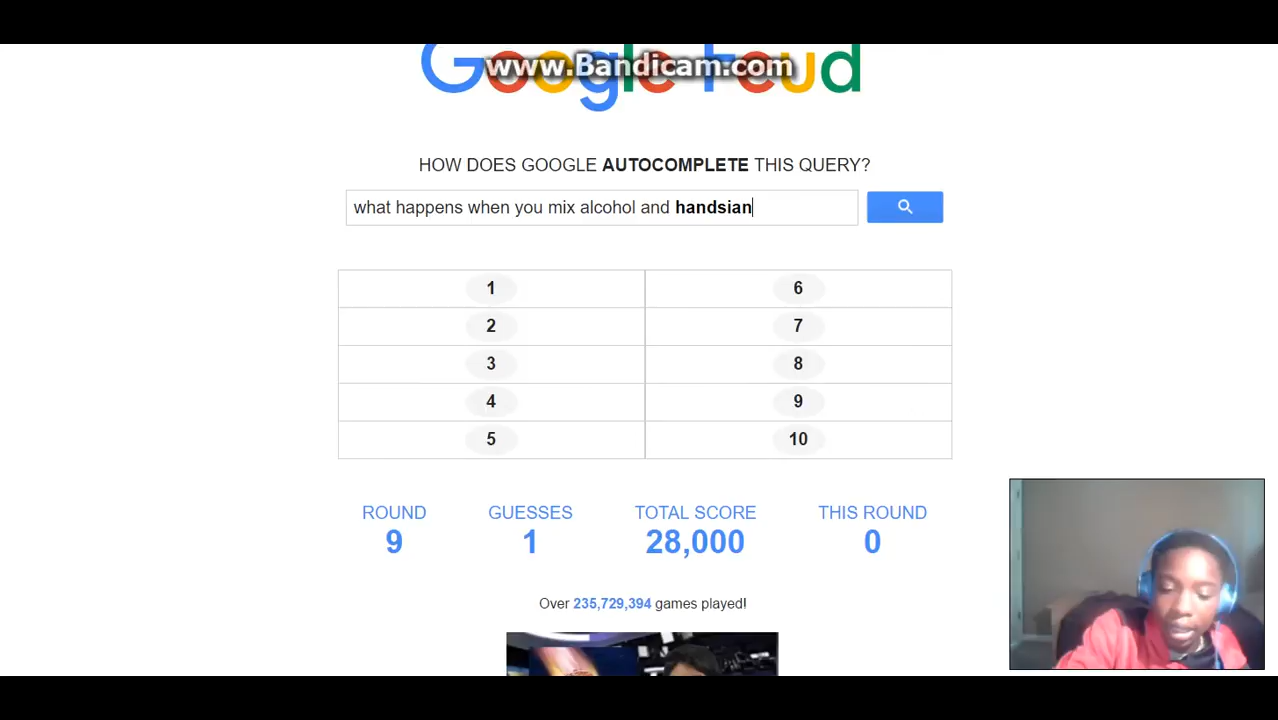 Google Feud
www.Bandicam.com
HOW DOES GOOGLE AUTOCOMPLETE THIS QUERY?
what happens when you mix alcohol and handsian
1 6
2 7
3 8
4 9
5 10
ROUND GUESSES TOTAL SCORE THIS ROUND
9 1 28,000 0
Over 235,729,394 games played!